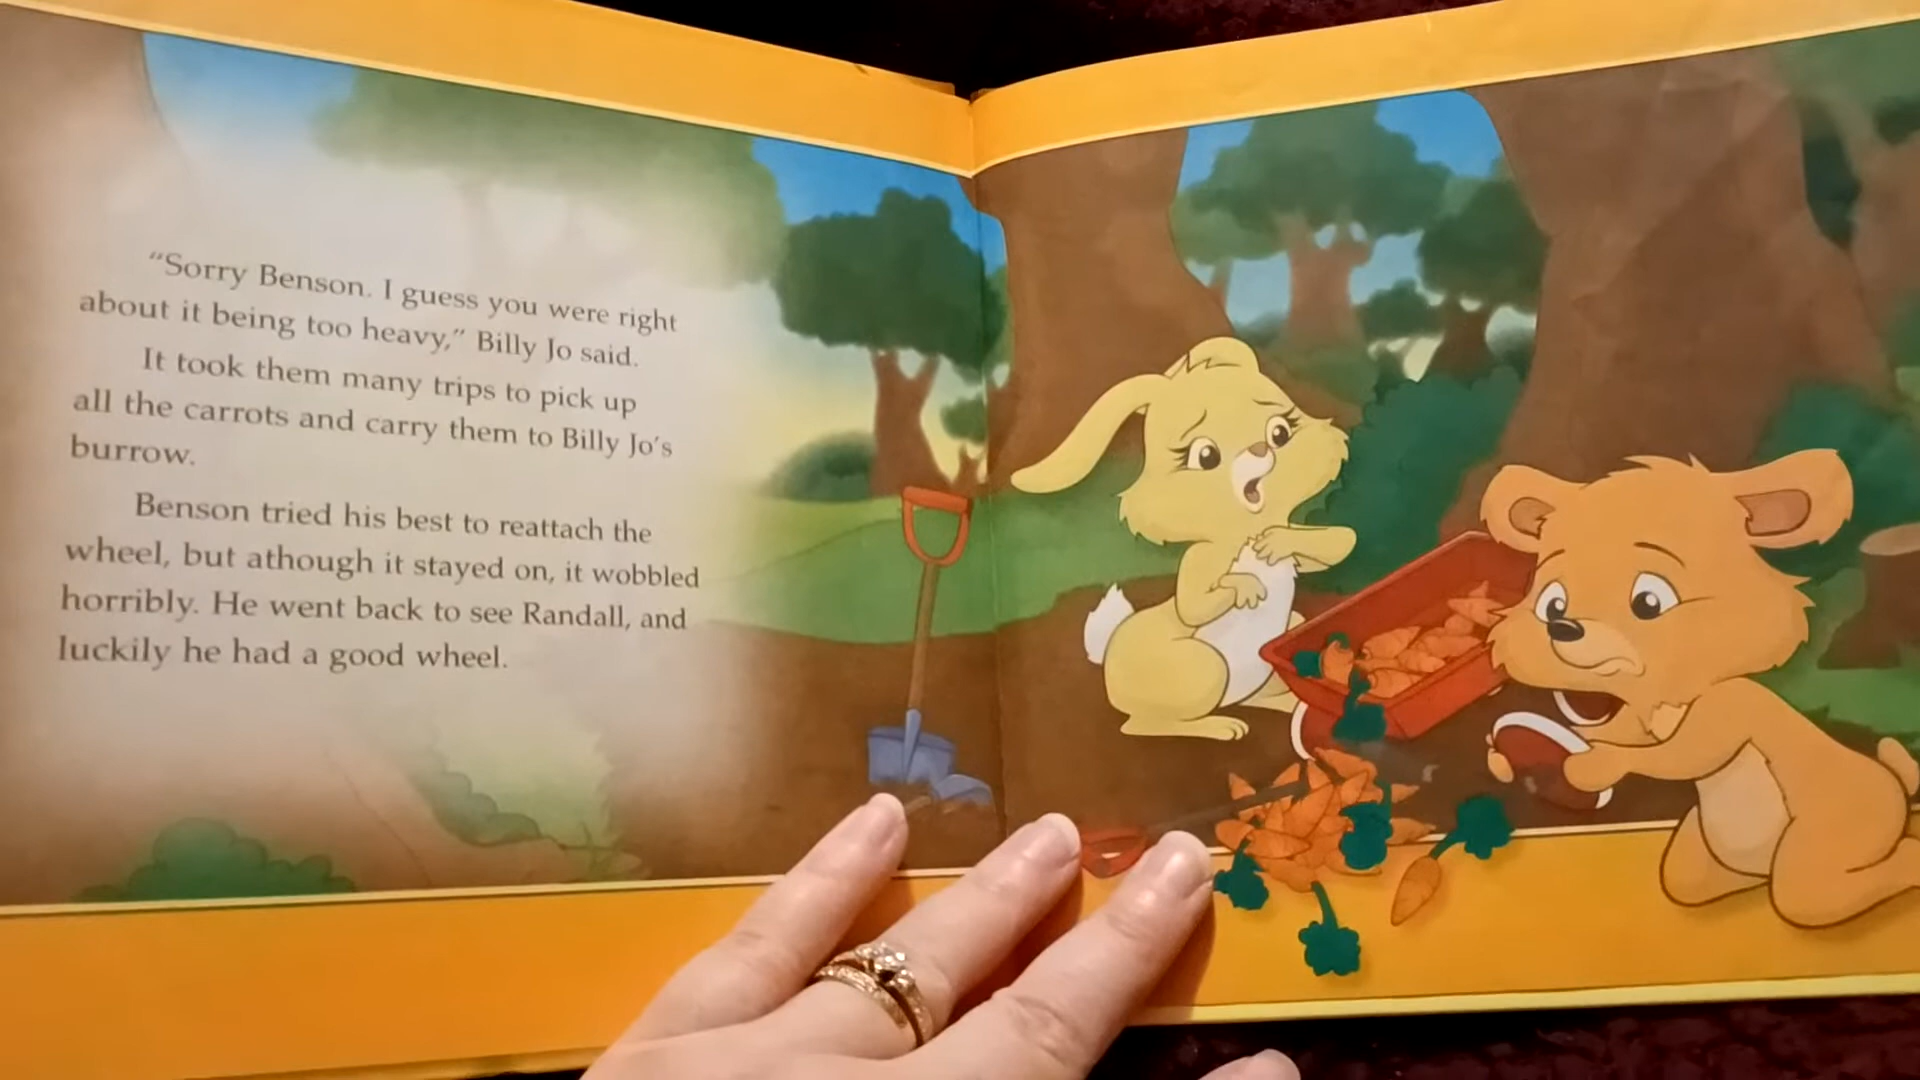 “Sorry Benson. I guess you were right
about it being too heavy,” Billy Jo said.
It took them many trips to pick up
all the carrots and carry them to Billy Jo’s
burrow.
Benson tried his best to reattach the
wheel, but athough it stayed on, it wobbled
horribly. He went back to see Randall, and
luckily he had a good wheel.